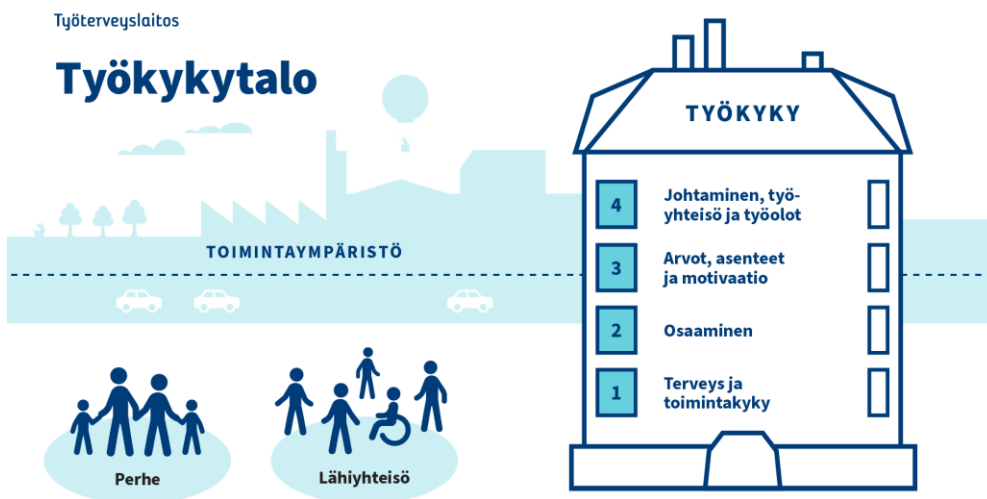 Työterveyslaitos
Työkykytalo
TYÖKYKY
4
Johtaminen, työ-
yhteisö ja työolot
3
Arvot, asenteet
ja motivaatio
2
Osaaminen
1
Terveys ja
toimintakyky
TOIMINTAYMPÄRISTÖ
Perhe
Lähiyhteisö